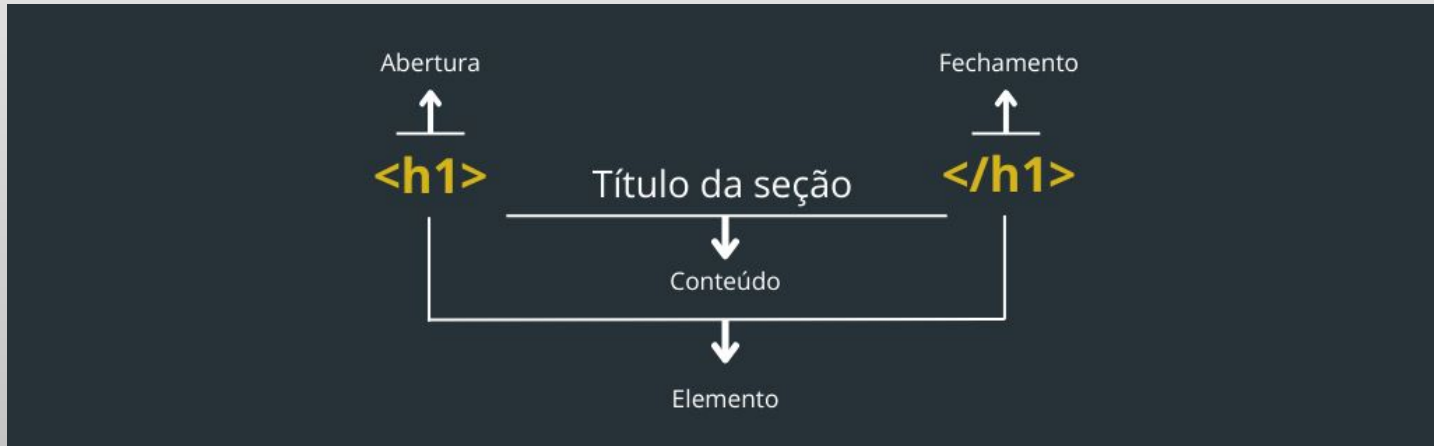 Abertura
Fechamento
<h1> Título da seção </h1>
Conteúdo
Elemento